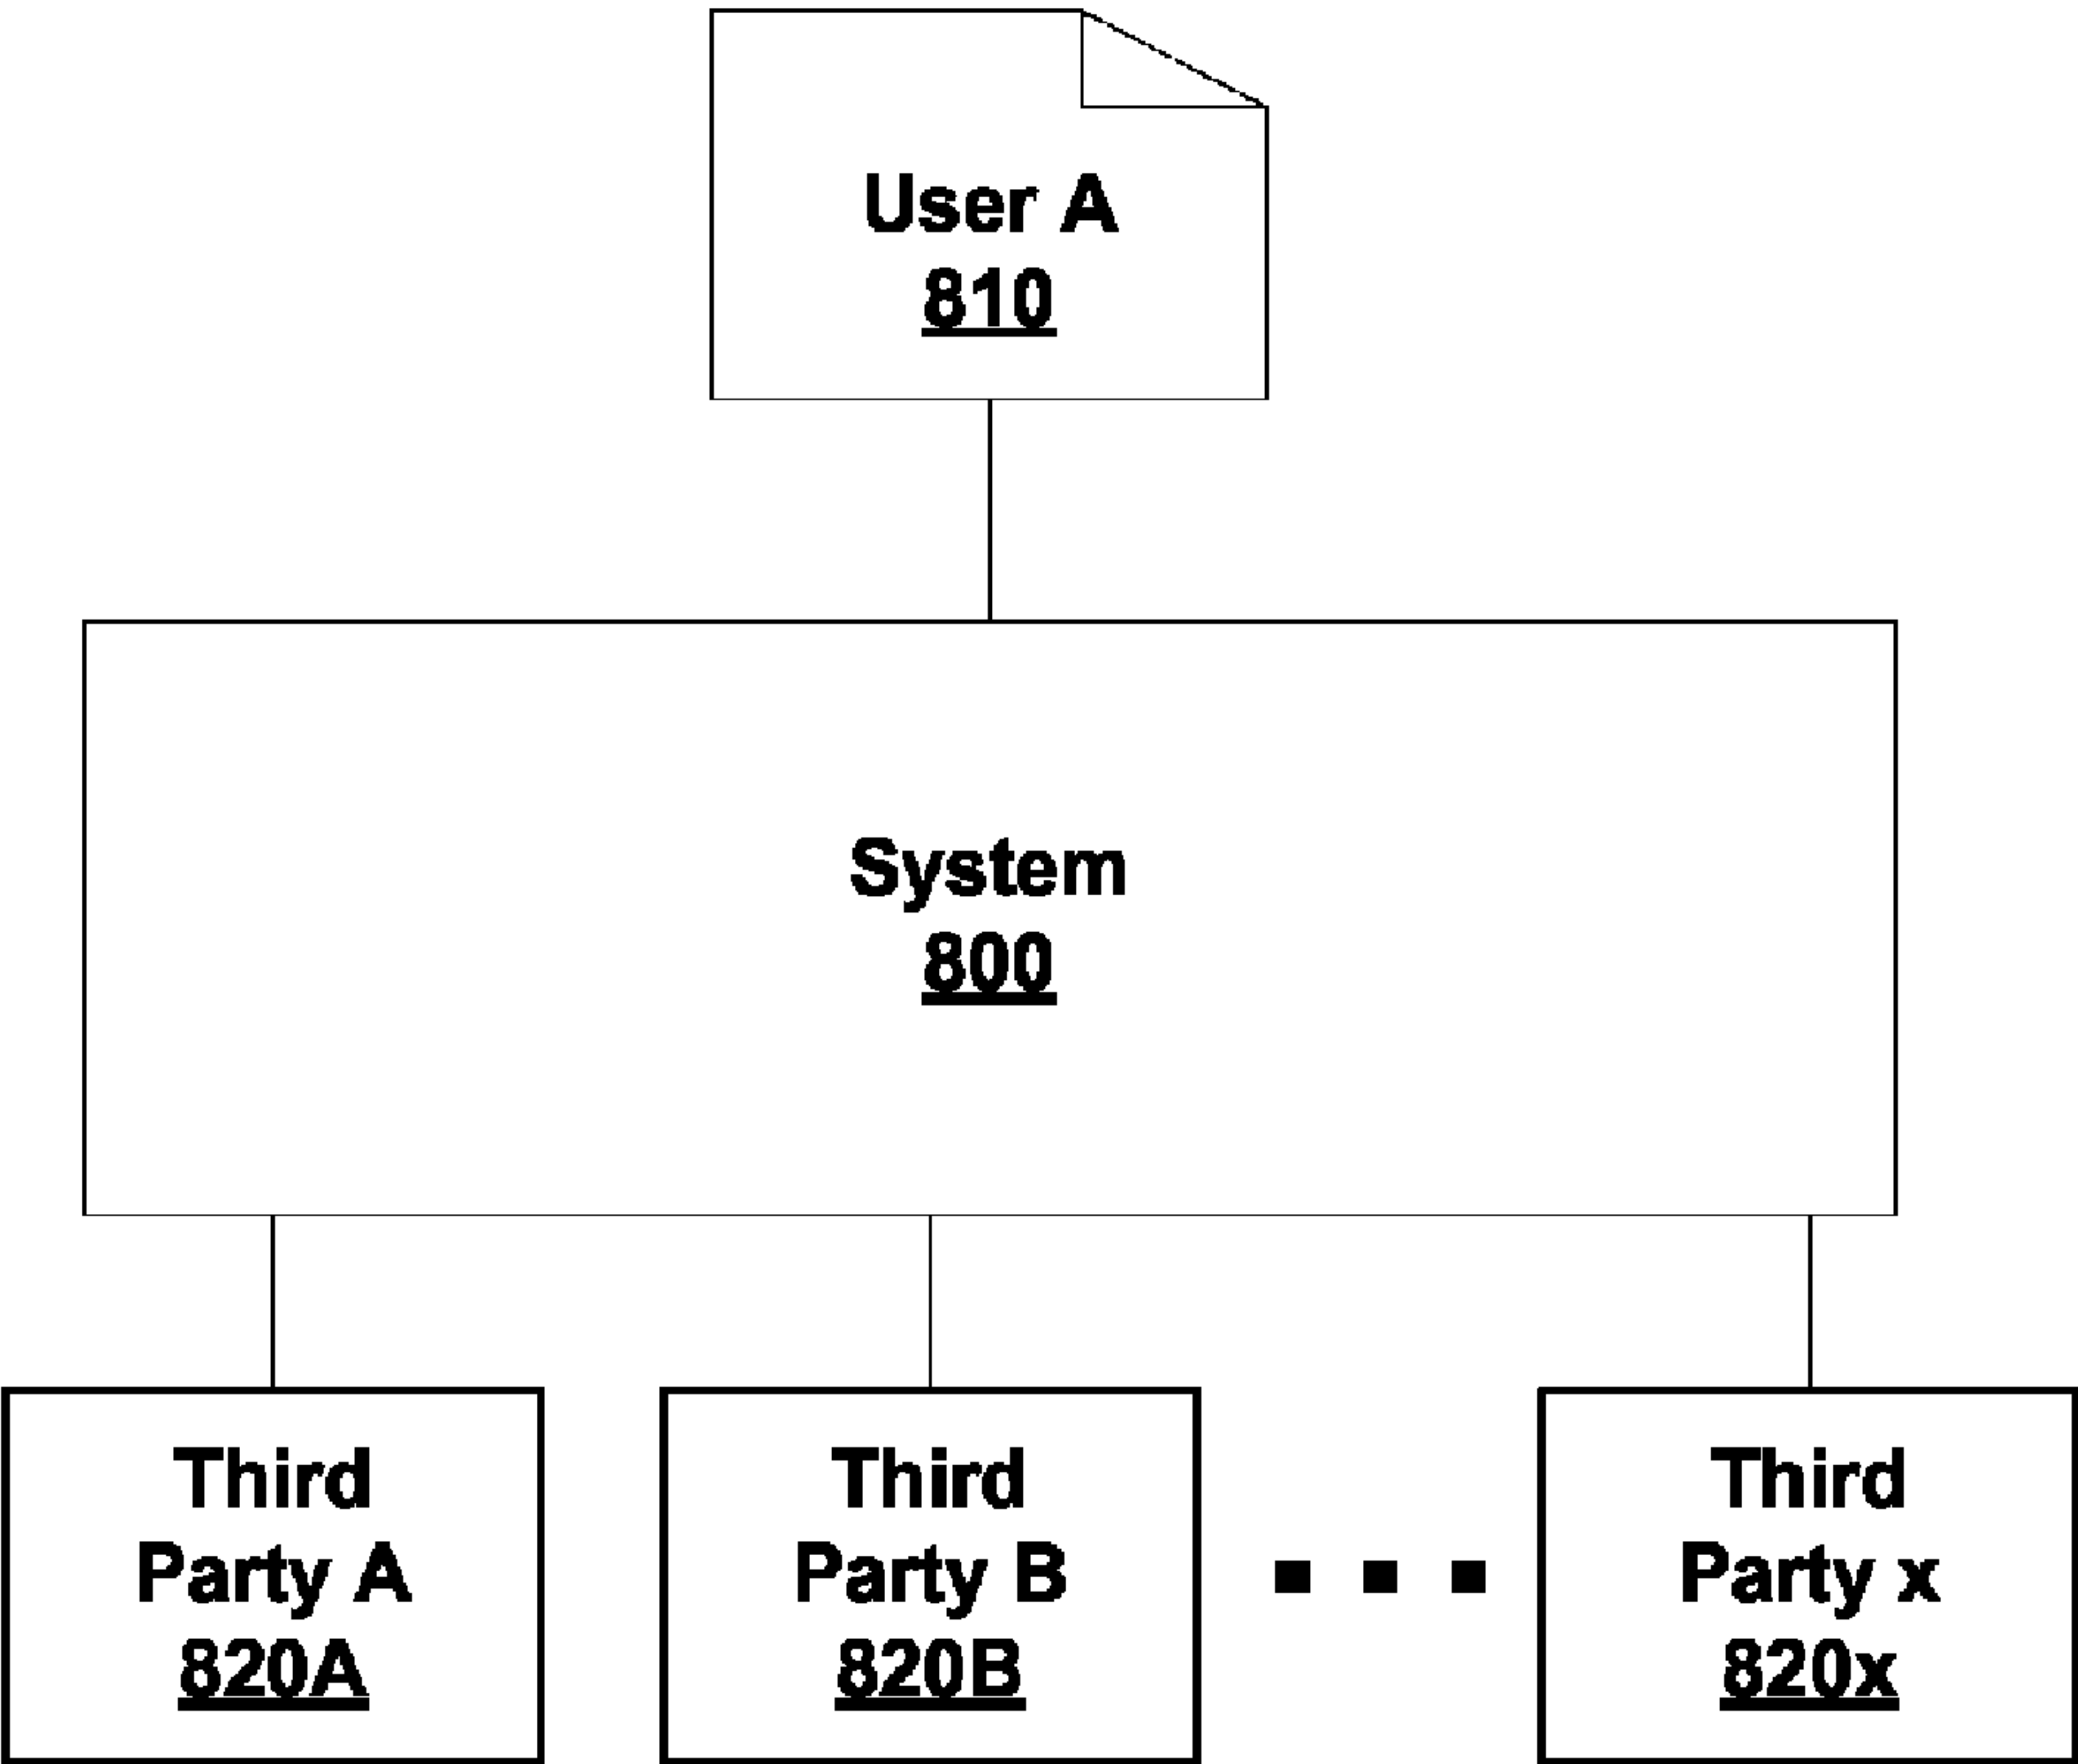 User A
810
System
800
Third
Party A
820A
Third
Party B
820B
Third
Party x
820x